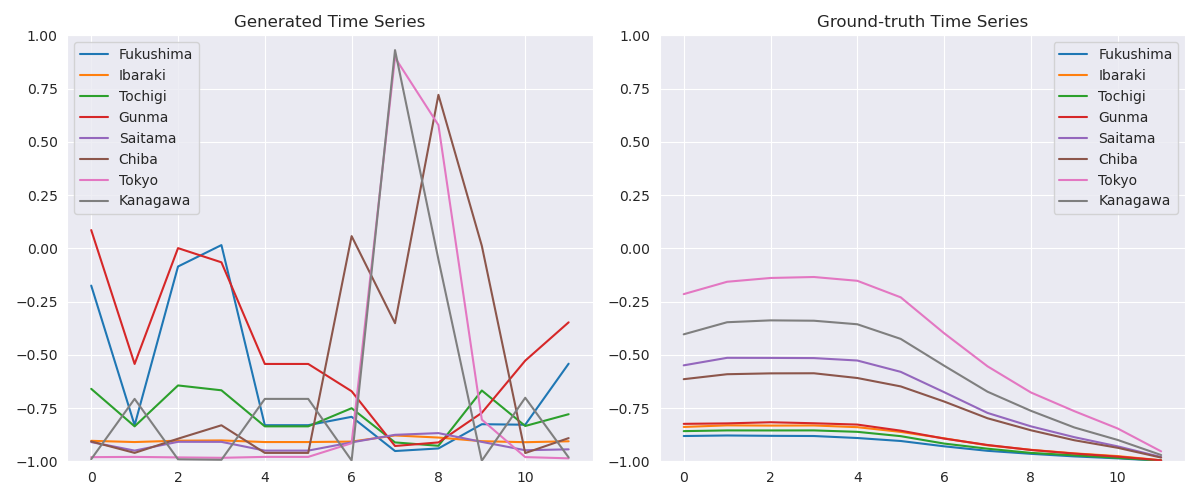 Generated Time Series
1.00
0.75
0.50
0.25
0.00
−0.25
−0.50
−0.75
−1.00
0 2 4 6 8 10
Fukushima
Ibaraki
Tochigi
Gunma
Saitama
Chiba
Tokyo
Kanagawa
Ground-truth Time Series
1.00
0.75
0.50
0.25
0.00
−0.25
−0.50
−0.75
−1.00
0 2 4 6 8 10
Fukushima
Ibaraki
Tochigi
Gunma
Saitama
Chiba
Tokyo
Kanagawa